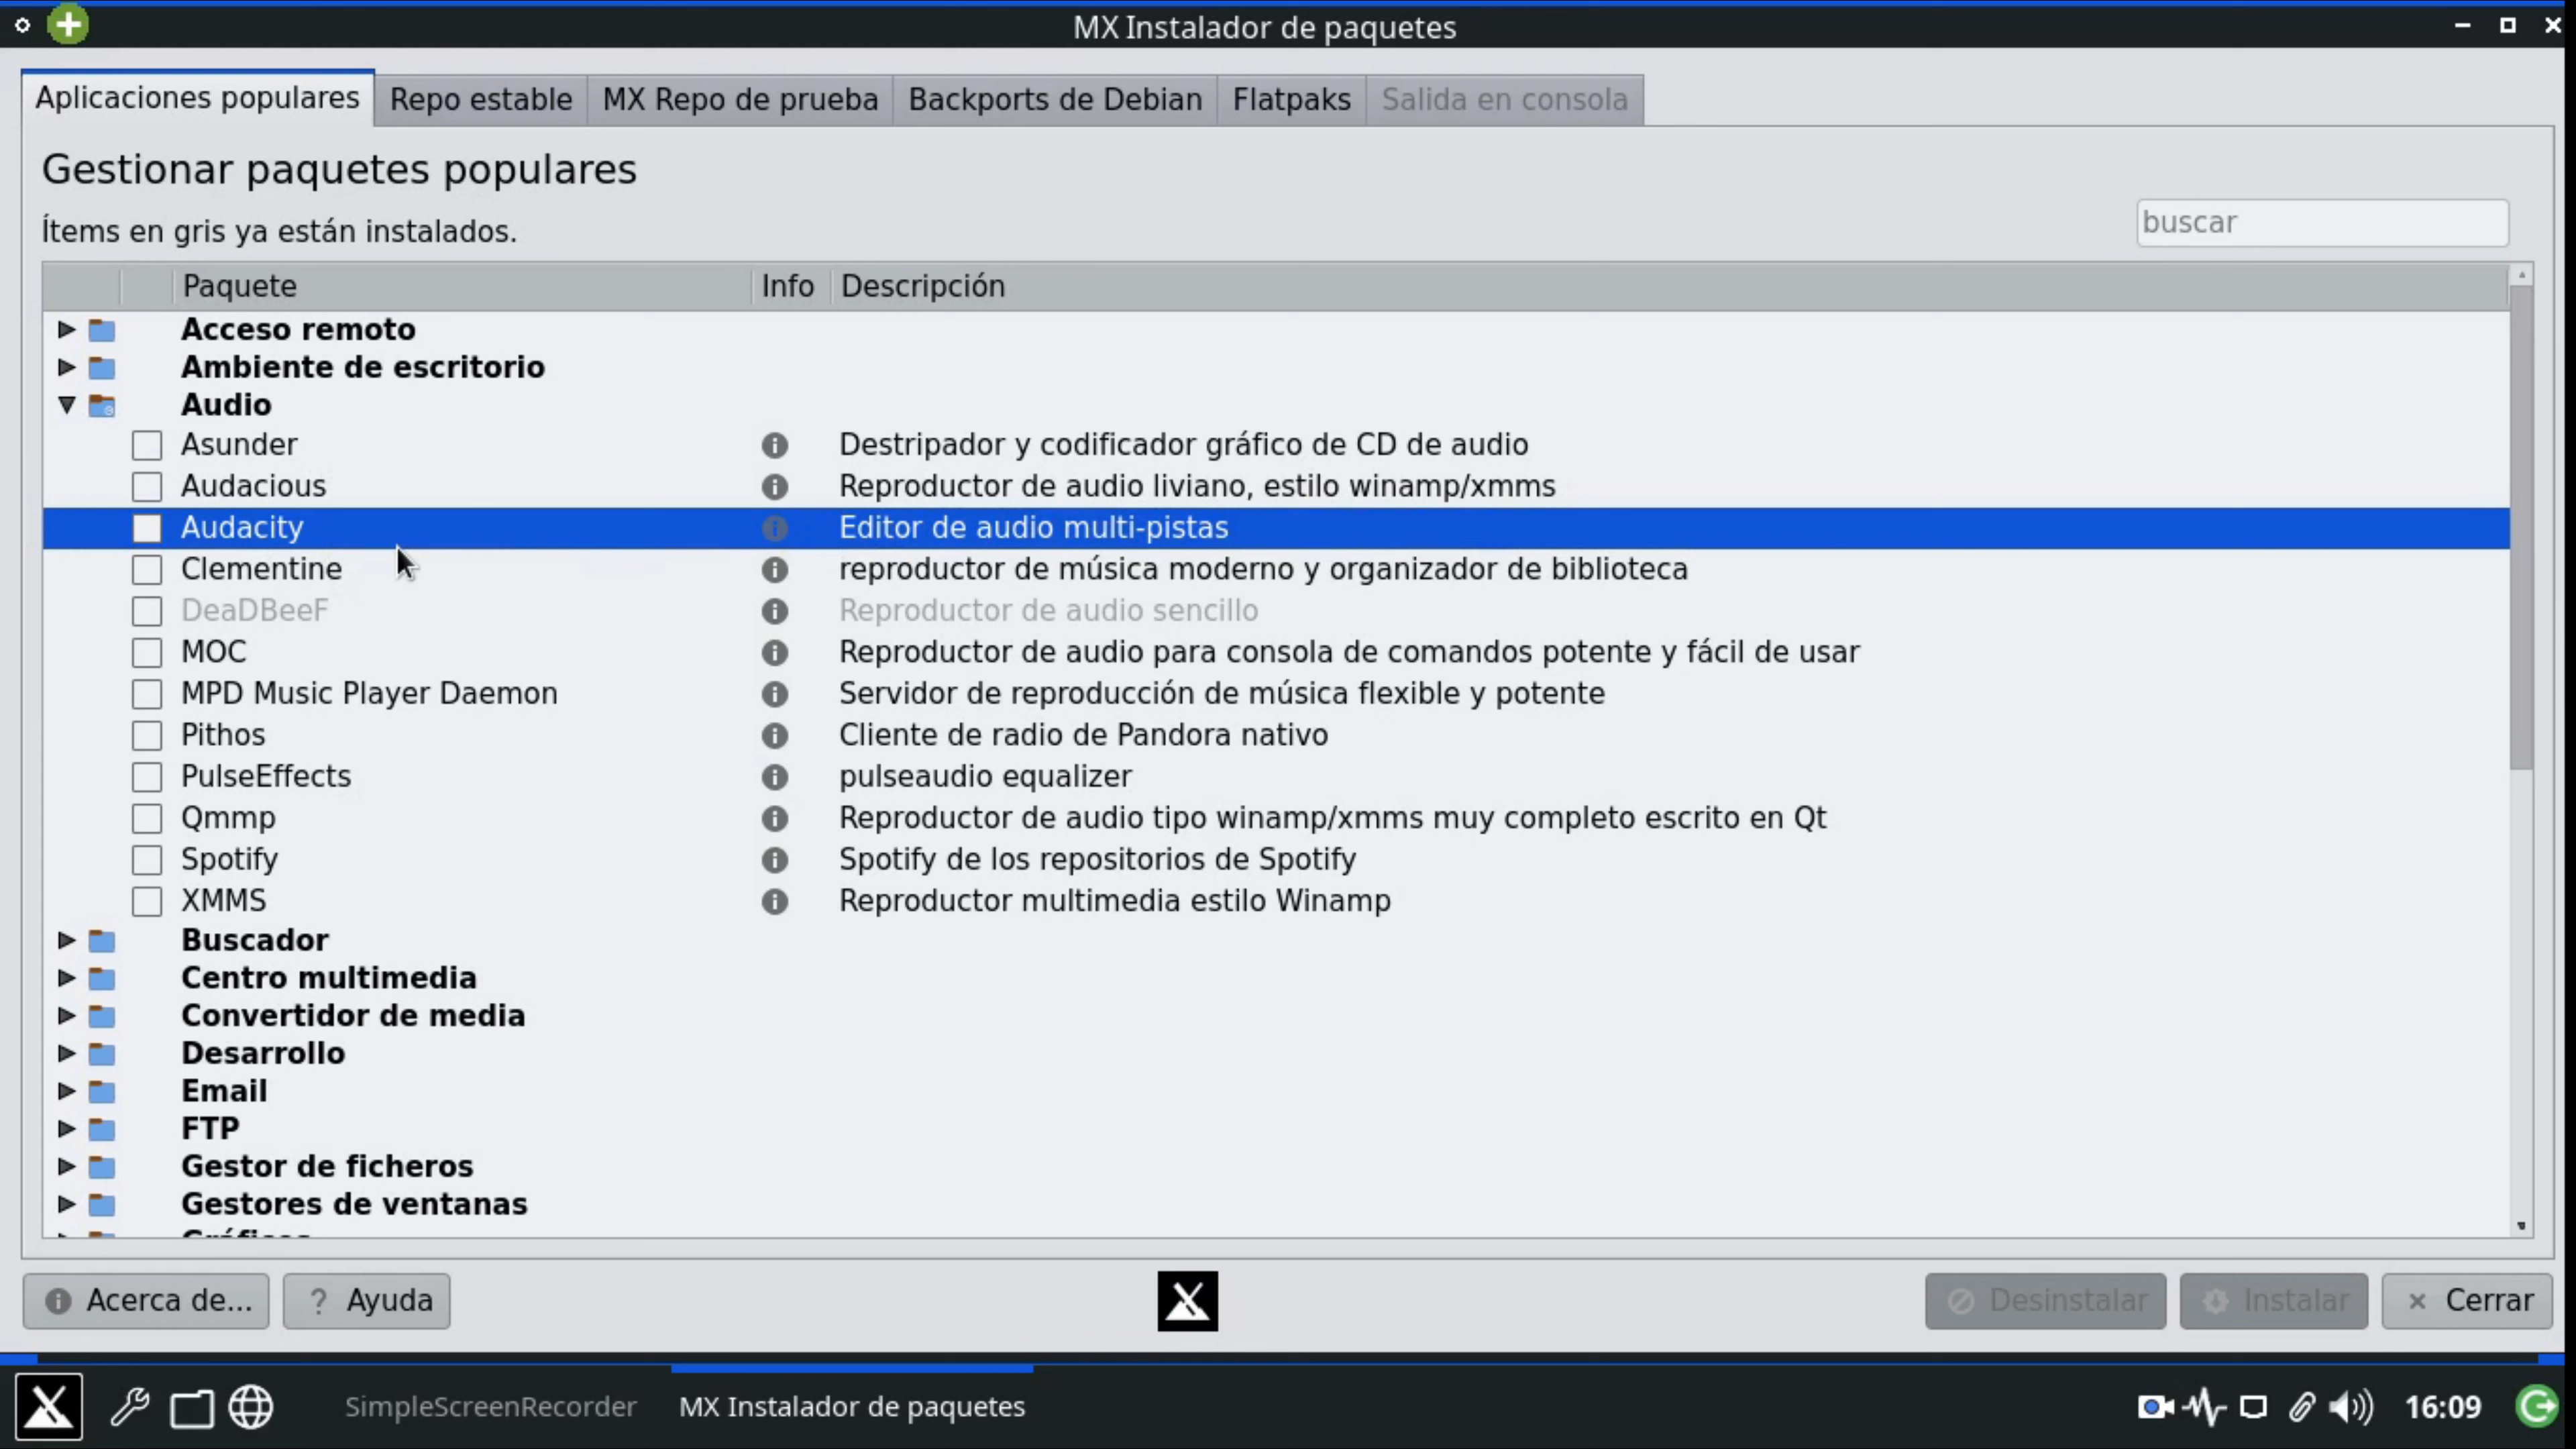 MX Instalador de paquetes
Aplicaciones populares Repo estable MX Repo de prueba Backports de Debian Flatpaks Salida en consola
Gestionar paquetes populares
Ítems en gris ya están instalados.
buscar
Paquete Info Descripción
Acceso remoto
Ambiente de escritorio
Audio
Asunder Destripador y codificador gráfico de CD de audio
Audacious Reproductor de audio liviano, estilo winamp/xmms
Audacity Editor de audio multi-pistas
Clementine reproductor de música moderno y organizador de biblioteca
DeaDBeeF Reproductor de audio sencillo
MOC Reproductor de audio para consola de comandos potente y fácil de usar
MPD Music Player Daemon Servidor de reproducción de música flexible y potente
Pithos Cliente de radio de Pandora nativo
PulseEffects pulseaudio equalizer
Qmmp Reproductor de audio tipo winamp/xmms muy completo escrito en Qt
Spotify Spotify de los repositorios de Spotify
XMMS Reproductor multimedia estilo Winamp
Buscador
Centro multimedia
Convertidor de media
Desarrollo
Email
FTP
Gestor de ficheros
Gestores de ventanas
Gráficos
Acerca de... ? Ayuda Desinstalar Instalar Cerrar
SimpleScreenRecorder MX Instalador de paquetes 16:09